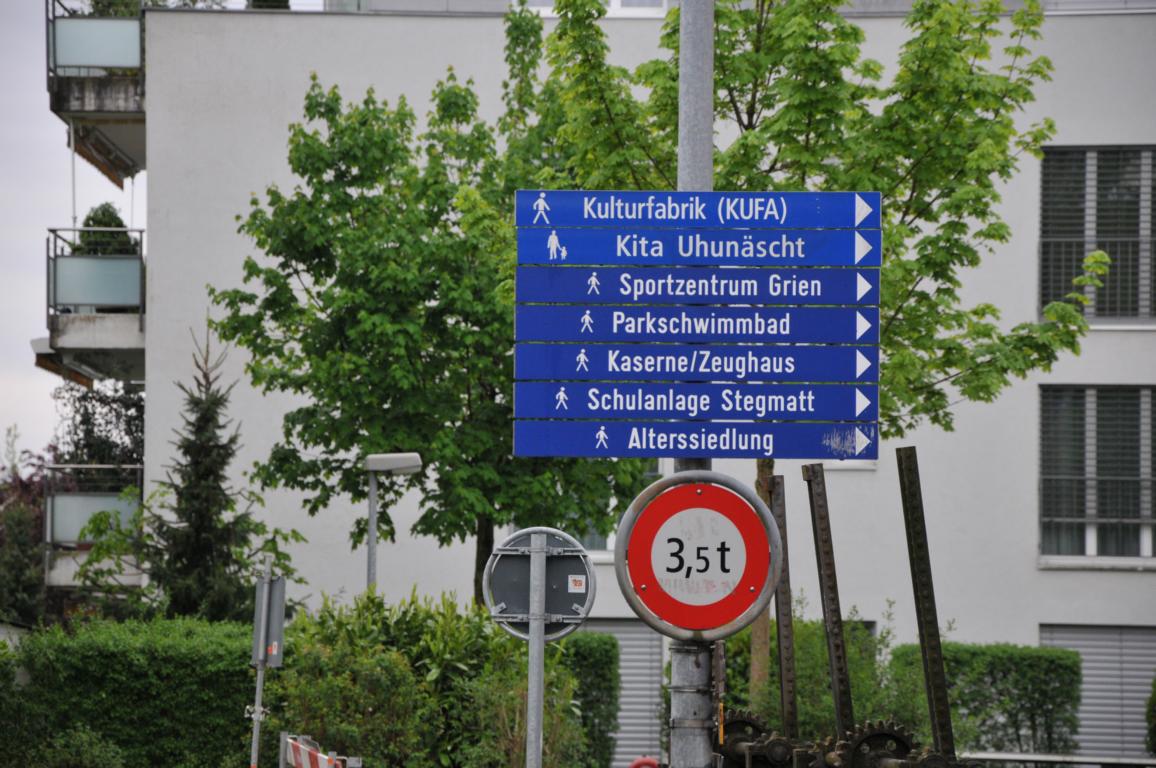 Kulturfabrik (KUFA)
Kita Uhunäscht
Sportzentrum Grien
Parkschwimmbad
Kaserne/Zeughaus
Schulanlage Stegmatt
Alterssiedlung
3,5 t